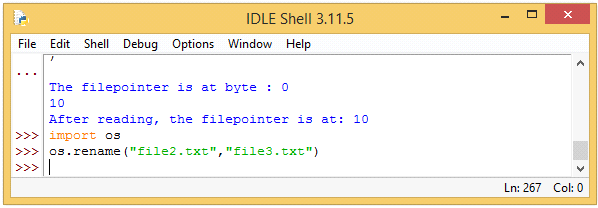 IDLE Shell 3.11.5
File Edit Shell Debug Options Window Help
...
The filepointer is at byte : 0
10
After reading, the filepointer is at: 10
>>> import os
>>> os.rename("file2.txt","file3.txt")
>>>
Ln: 267 Col: 0